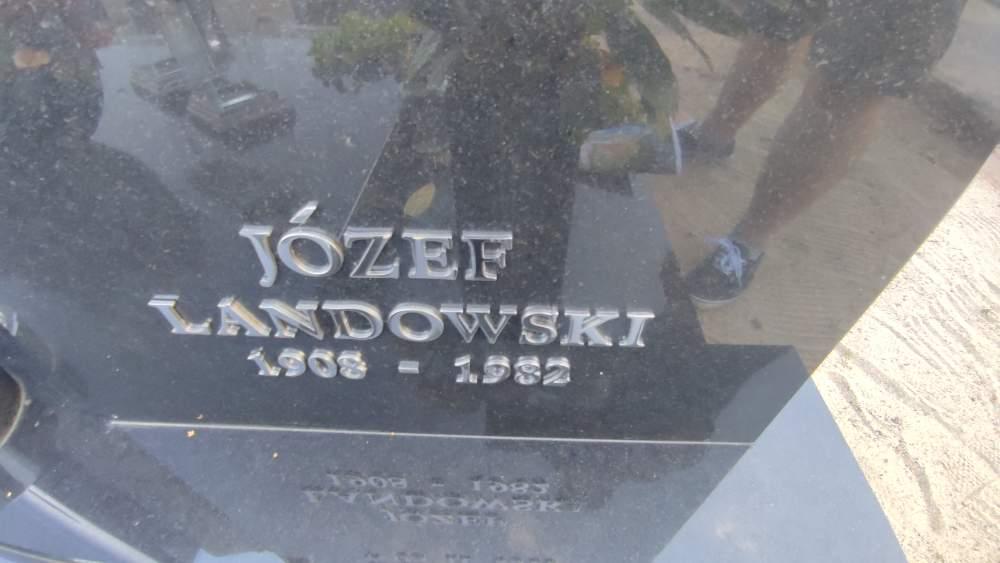 JÓZEF
LANDOWSKI
1908 - 1982